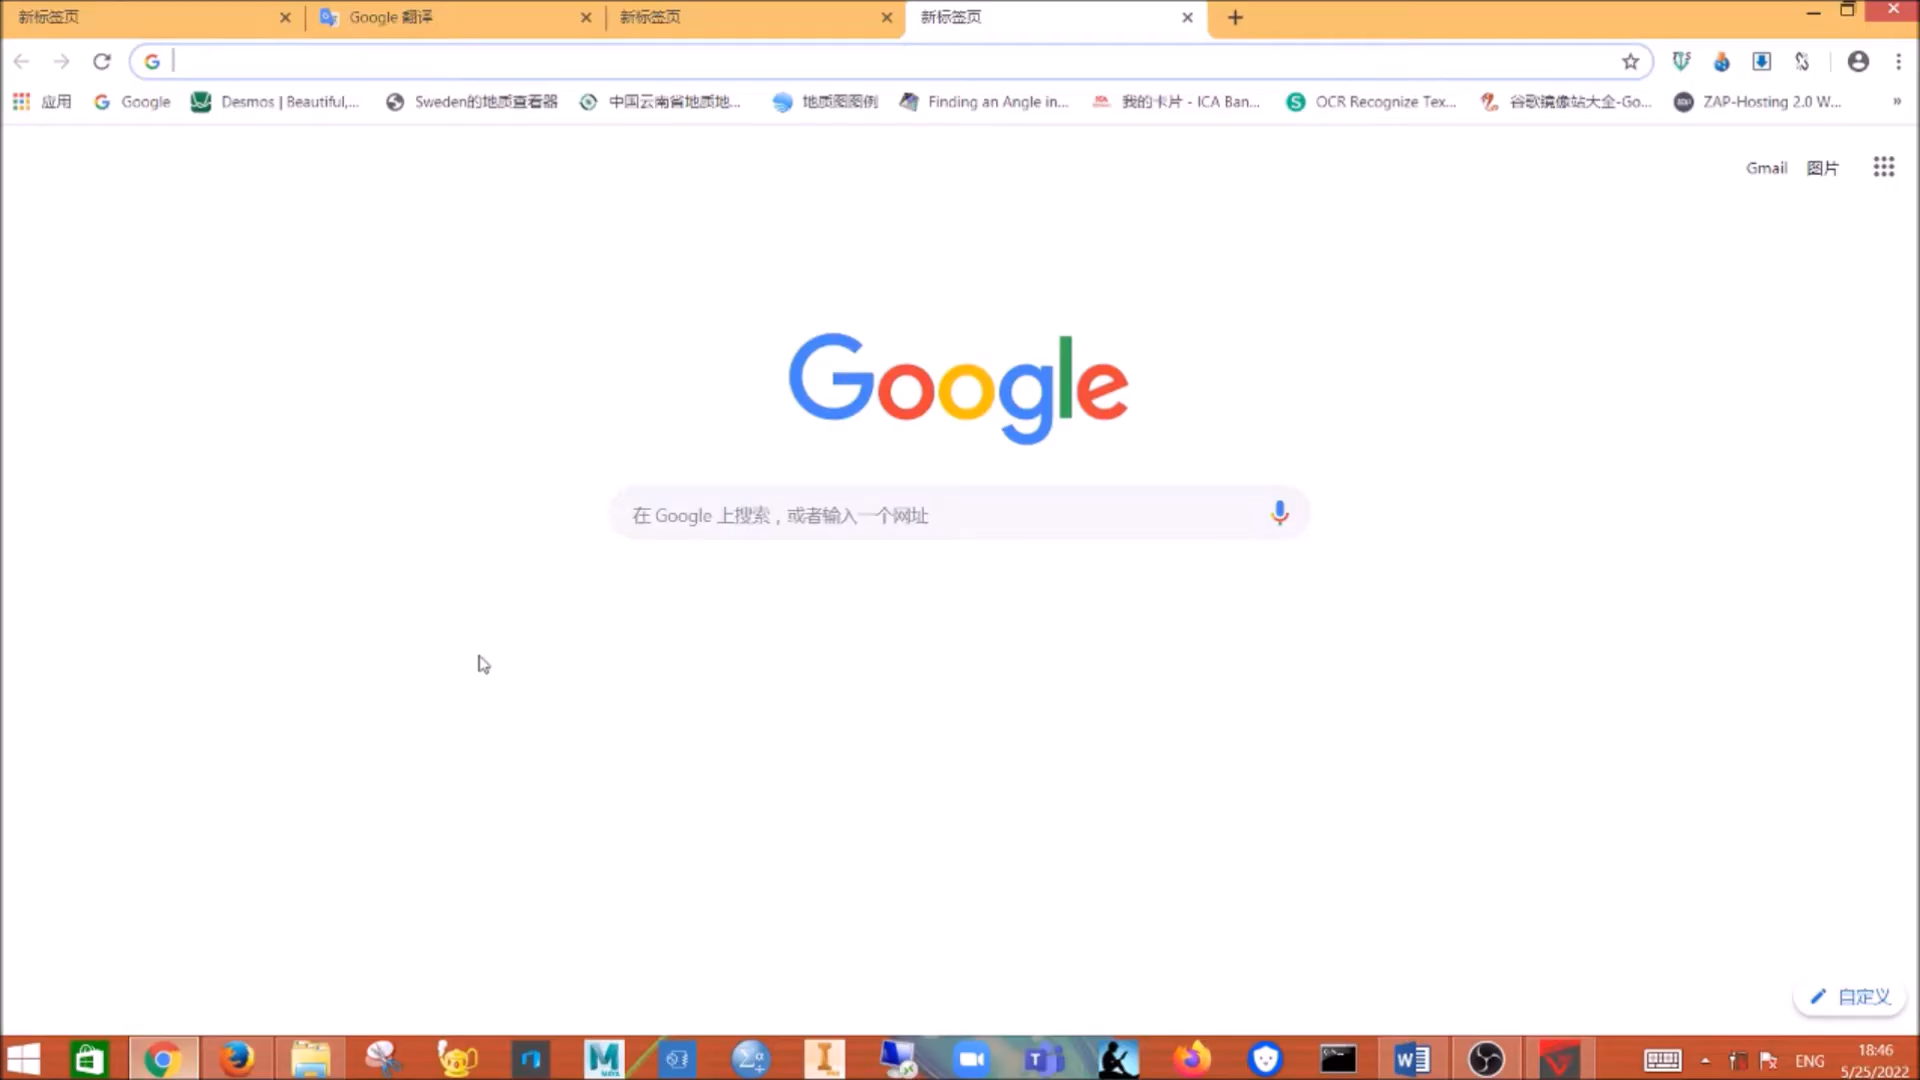 新标签页
Google 翻译
新标签页
新标签页
应用
Google
Desmos | Beautiful,...
Sweden的地质查看器
中国云南省地质地...
地质图图例
Finding an Angle in...
我的卡片 - ICA Ban...
OCR Recognize Tex...
谷歌镜像站大全-Go...
ZAP-Hosting 2.0 W...
Gmail
图片
Google
在 Google 上搜索，或者输入一个网址
自定义
ENG
18:46
5/25/2022